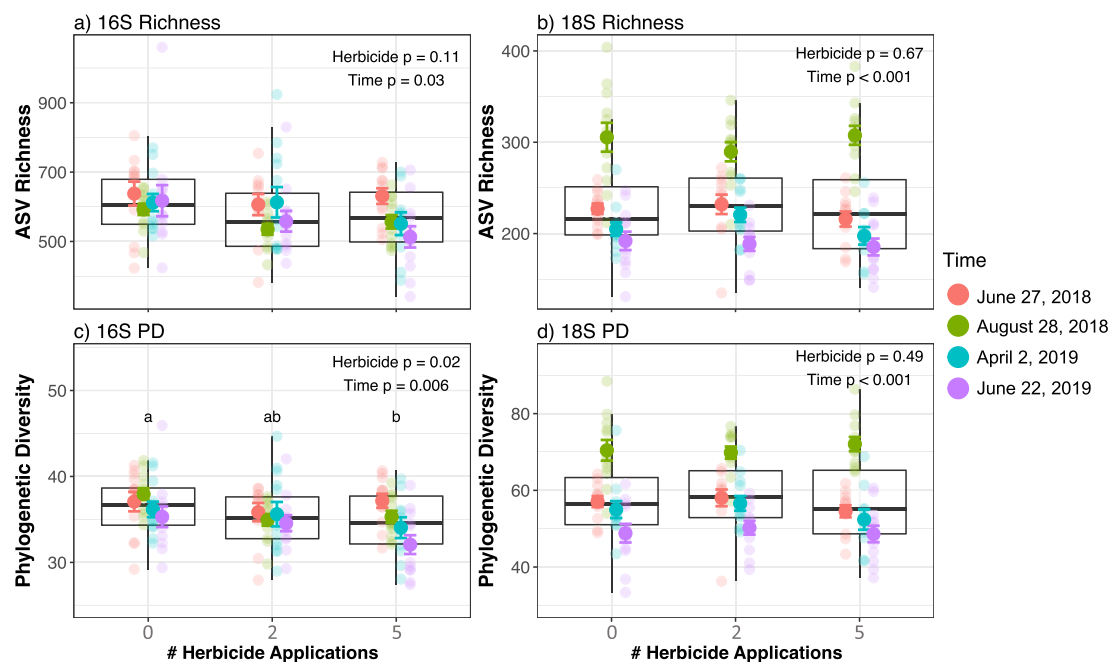 a) 16S Richness
Herbicide p = 0.11
Time p = 0.03
ASV Richness
900
700
500
b) 18S Richness
Herbicide p = 0.67
Time p < 0.001
ASV Richness
400
300
200
c) 16S PD
Herbicide p = 0.02
Time p = 0.006
a
ab
b
Phylogenetic Diversity
50
40
30
0
2
5
# Herbicide Applications
d) 18S PD
Herbicide p = 0.49
Time p < 0.001
Phylogenetic Diversity
80
60
40
0
2
5
# Herbicide Applications
Time
June 27, 2018
August 28, 2018
April 2, 2019
June 22, 2019